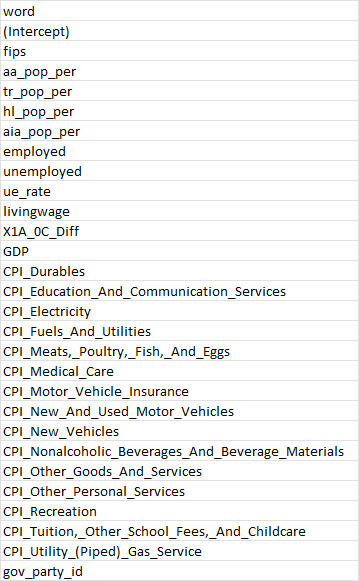 word
(Intercept)
fips
aa_pop_per
tr_pop_per
hl_pop_per
aia_pop_per
employed
unemployed
ue_rate
livingwage
X1A_0C_Diff
GDP
CPI_Durables
CPI_Education_And_Communication_Services
CPI_Electricity
CPI_Fuels_And_Utilities
CPI_Meats,_Poultry,_Fish,_And_Eggs
CPI_Medical_Care
CPI_Motor_Vehicle_Insurance
CPI_New_And_Used_Motor_Vehicles
CPI_New_Vehicles
CPI_Nonalcoholic_Beverages_And_Beverage_Materials
CPI_Other_Goods_And_Services
CPI_Other_Personal_Services
CPI_Recreation
CPI_Tuition,_Other_School_Fees,_And_Childcare
CPI_Utility_(Piped)_Gas_Service
gov_party_id